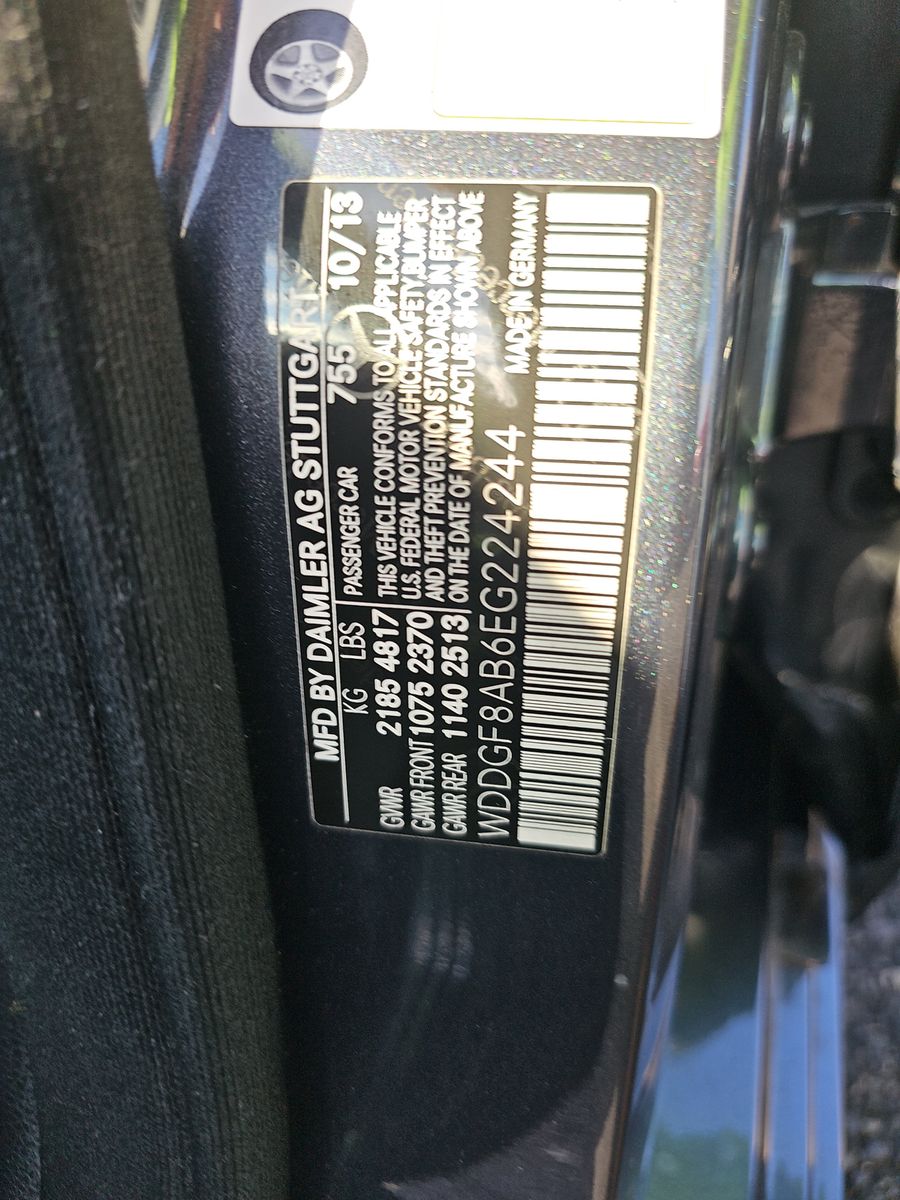 MFD BY DAIMLER AG STUTTGART
KG LBS PASSENGER CAR 755 10/13
GWR 2185 4817 THIS VEHICLE CONFORMS TO ALL APPLICABLE
GAWR FRONT 1075 2370 U.S. FEDERAL MOTOR VEHICLE SAFETY, BUMPER
GAWR REAR 1140 2513 AND THEFT PREVENTION STANDARDS IN EFFECT
ON THE DATE OF MANUFACTURE SHOWN ABOVE
WDDGF8AB6EG224244 MADE IN GERMANY